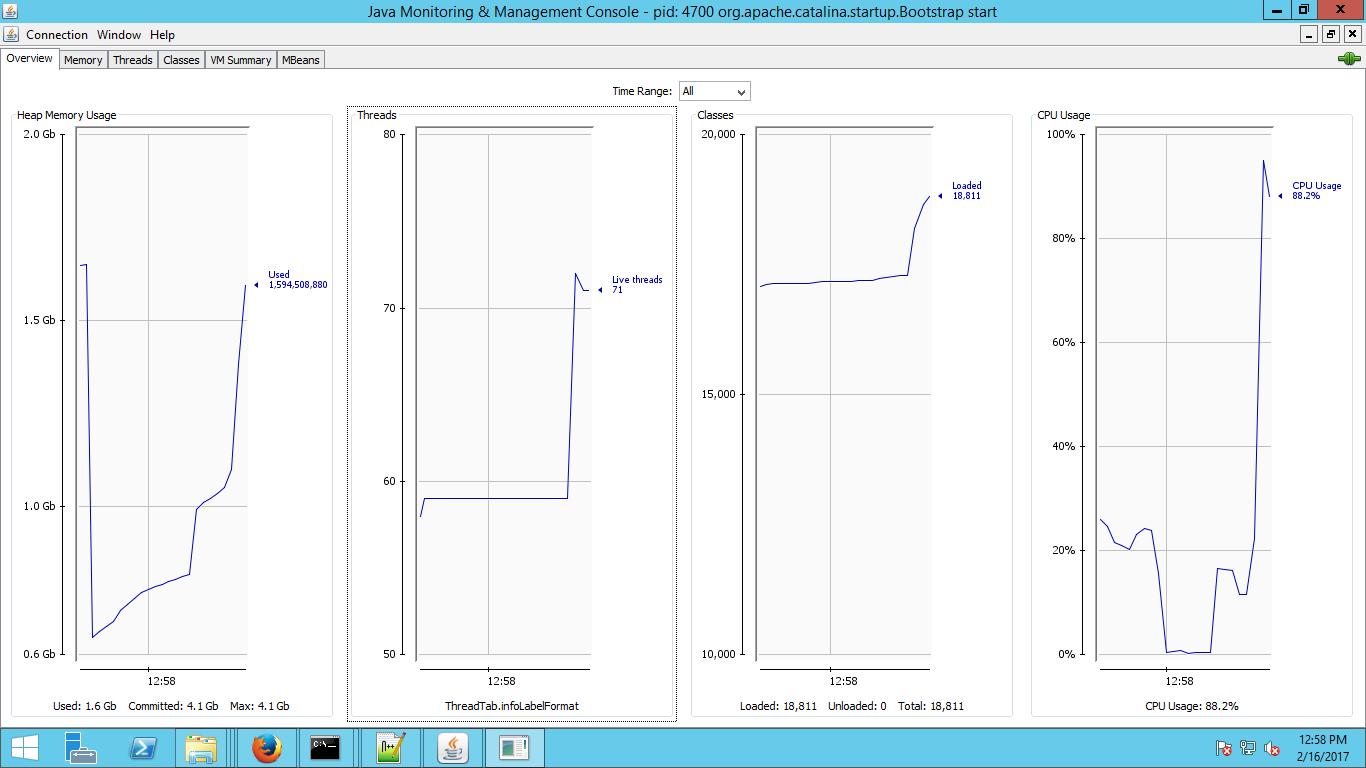 Java Monitoring & Management Console - pid: 4700 org.apache.catalina.startup.Bootstrap start
Connection Window Help
Overview Memory Threads Classes VM Summary MBeans
Time Range: All
Heap Memory Usage
2.0 Gb
1.5 Gb
1.0 Gb
0.6 Gb
Used
1,594,508,880
12:58
Used: 1.6 Gb Committed: 4.1 Gb Max: 4.1 Gb
Threads
80
70
60
50
Live threads
71
12:58
ThreadTab.infoLabelFormat
Classes
20,000
15,000
10,000
Loaded
18,811
12:58
Loaded: 18,811 Unloaded: 0 Total: 18,811
CPU Usage
100%
80%
60%
40%
20%
0%
CPU Usage
88.2%
12:58
CPU Usage: 88.2%
C:\
12:58 PM
2/16/2017